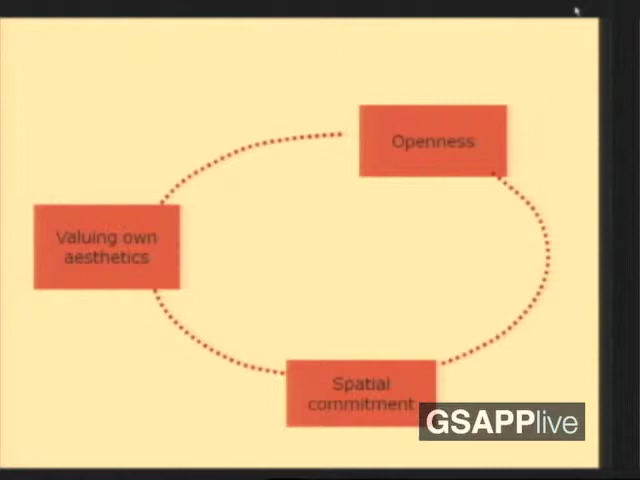 Openness
Valuing own
aesthetics
Spatial
commitment
GSAPPlive